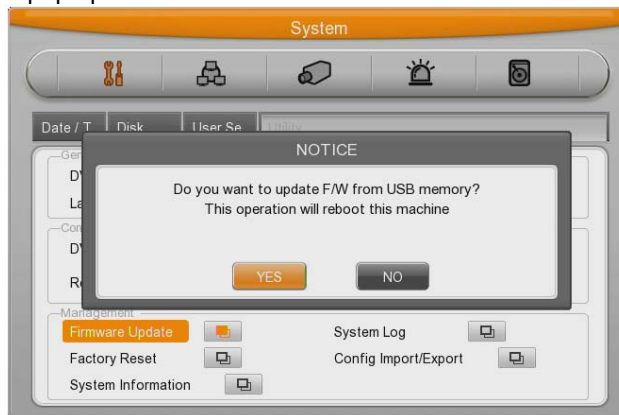 System
Date / T
Disk
User Se
Utility
NOTICE
Do you want to update F/W from USB memory?
This operation will reboot this machine
YES
NO
Management
Firmware Update
System Log
Factory Reset
Config Import/Export
System Information